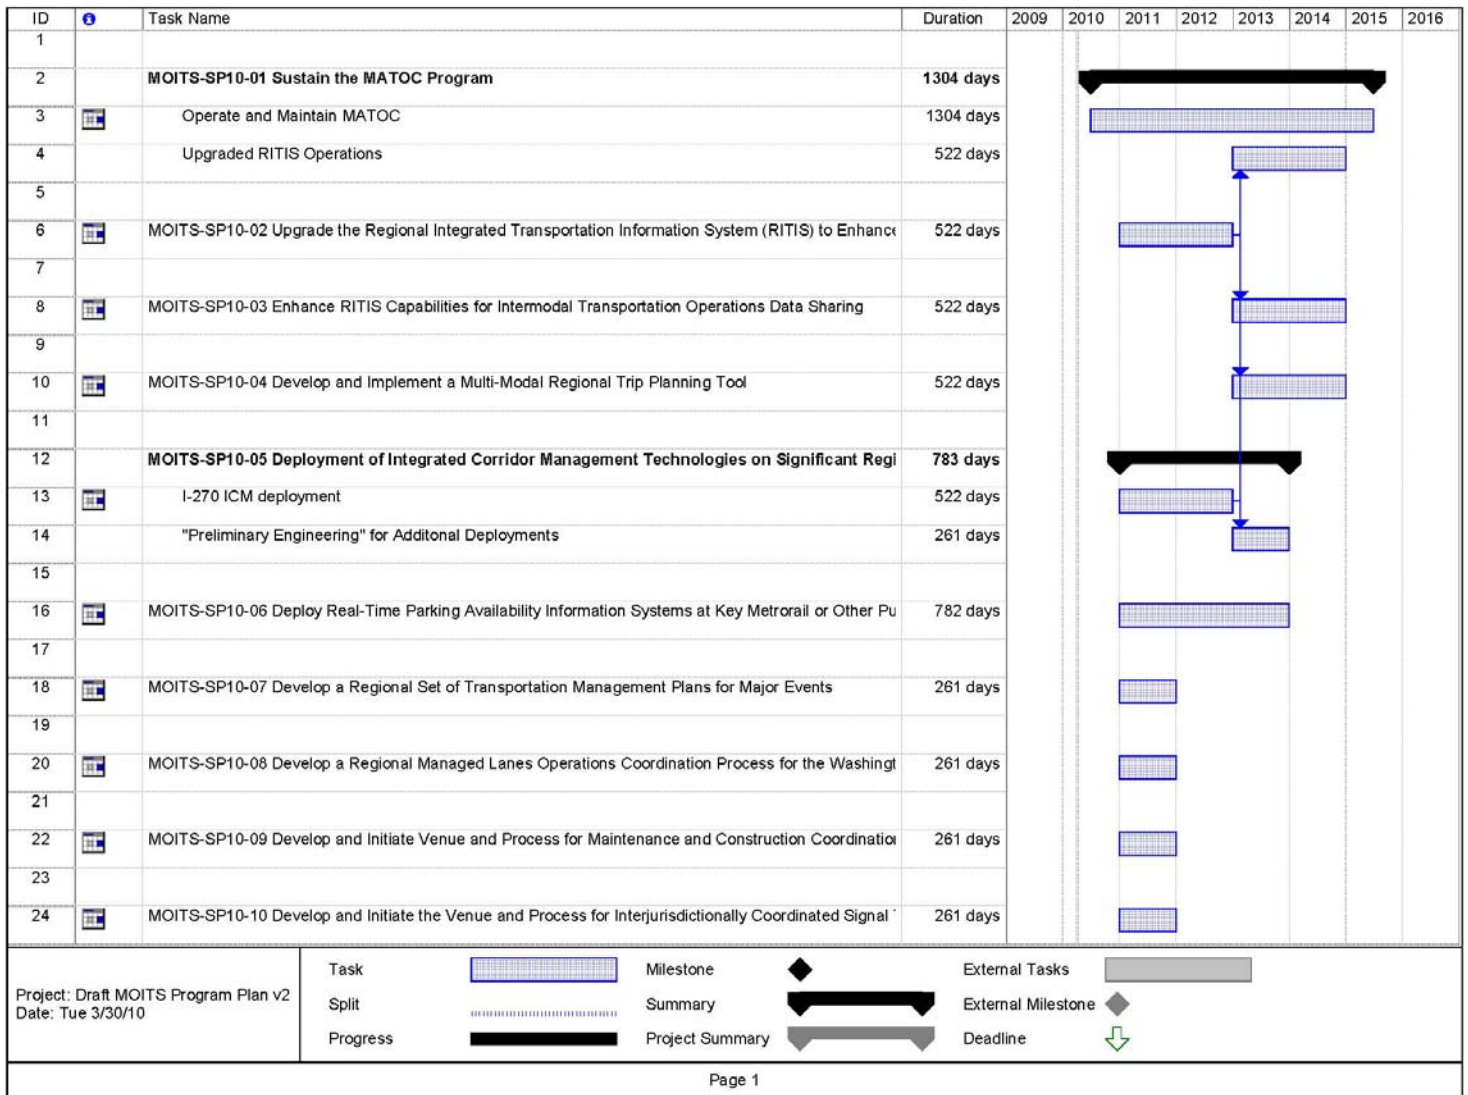 ID Task Name Duration 2009 2010 2011 2012 2013 2014 2015 2016
1
2 MOITS-SP10-01 Sustain the MATOC Program 1304 days
3 Operate and Maintain MATOC 1304 days
4 Upgraded RITIS Operations 522 days
5
6 MOITS-SP10-02 Upgrade the Regional Integrated Transportation Information System (RITIS) to Enhance 522 days
7
8 MOITS-SP10-03 Enhance RITIS Capabilities for Intermodal Transportation Operations Data Sharing 522 days
9
10 MOITS-SP10-04 Develop and Implement a Multi-Modal Regional Trip Planning Tool 522 days
11
12 MOITS-SP10-05 Deployment of Integrated Corridor Management Technologies on Significant Regi 783 days
13 I-270 ICM deployment 522 days
14 "Preliminary Engineering" for Additonal Deployments 261 days
15
16 MOITS-SP10-06 Deploy Real-Time Parking Availability Information Systems at Key Metrorail or Other Pu 782 days
17
18 MOITS-SP10-07 Develop a Regional Set of Transportation Management Plans for Major Events 261 days
19
20 MOITS-SP10-08 Develop a Regional Managed Lanes Operations Coordination Process for the Washingt 261 days
21
22 MOITS-SP10-09 Develop and Initiate Venue and Process for Maintenance and Construction Coordination 261 days
23
24 MOITS-SP10-10 Develop and Initiate the Venue and Process for Interjurisdictionally Coordinated Signal 261 days
Project: Draft MOITS Program Plan v2
Date: Tue 3/30/10
Task Milestone External Tasks
Split Summary External Milestone
Progress Project Summary Deadline
Page 1